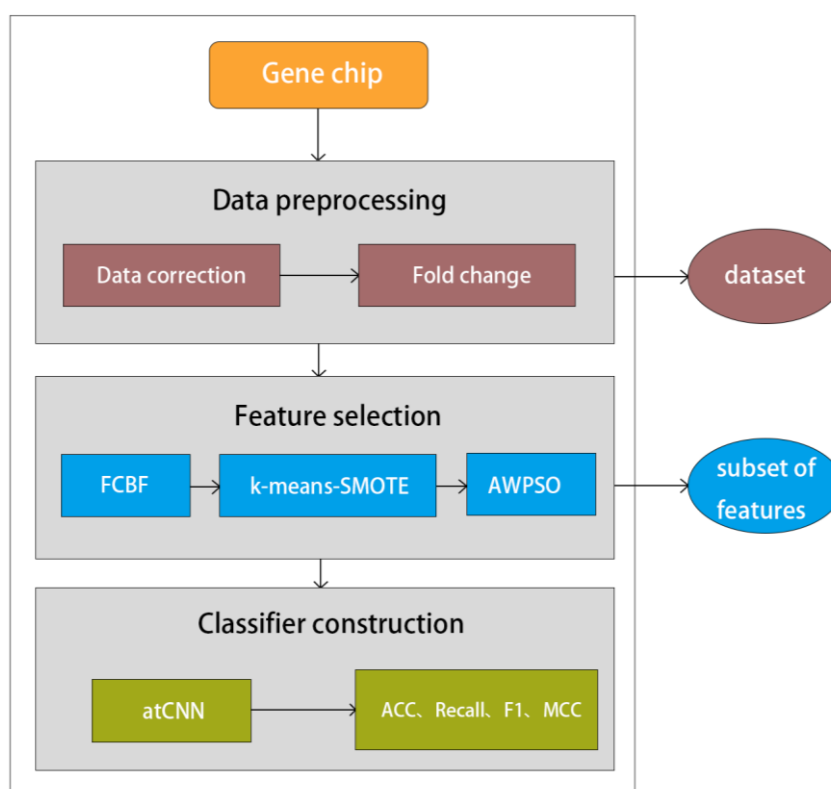 Gene chip
Data preprocessing
Data correction
Fold change
dataset
Feature selection
FCBF
k-means-SMOTE
AWPSO
subset of
features
Classifier construction
atCNN
ACC、Recall、F1、MCC